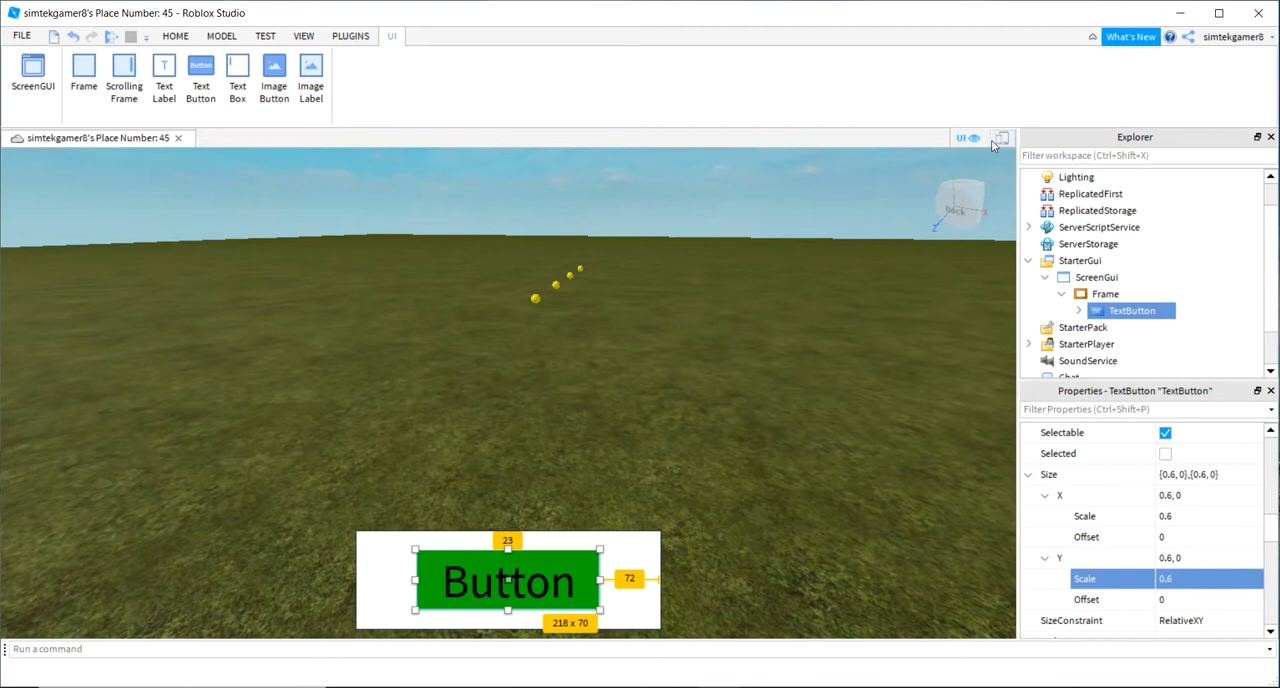 simtekgamer8's Place Number: 45 - Roblox Studio
FILE HOME MODEL TEST VIEW PLUGINS UI What's New simtekgamer8
ScreenGUI
Frame
Scrolling Frame
Text Label
Button
Text Button
Text Box
Image Button
Image Label
simtekgamer8's Place Number: 45
UI
Back
X
Z
Button
23
72
218 x 70
Explorer
Filter workspace (Ctrl+Shift+X)
Lighting
ReplicatedFirst
ReplicatedStorage
ServerScriptService
ServerStorage
StarterGui
ScreenGui
Frame
TextButton
StarterPack
StarterPlayer
SoundService
Chat
Properties - TextButton "TextButton"
Filter Properties (Ctrl+Shift+P)
Selectable
Selected
Size {0.6, 0},{0.6, 0}
X 0.6, 0
Scale 0.6
Offset 0
Y 0.6, 0
Scale 0.6
Offset 0
SizeConstraint RelativeXY
Run a command